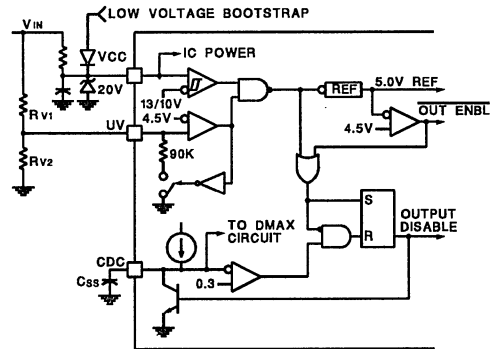 LOW VOLTAGE BOOTSTRAP
VIN
VCC
IC POWER
20V
13/10V
REF
5.0V REF
RV1
4.5V
UV
4.5V
OUT ENBL
90K
RV2
TO DMAX
CIRCUIT
S
R
OUTPUT
DISABLE
CDC
CSS
0.3